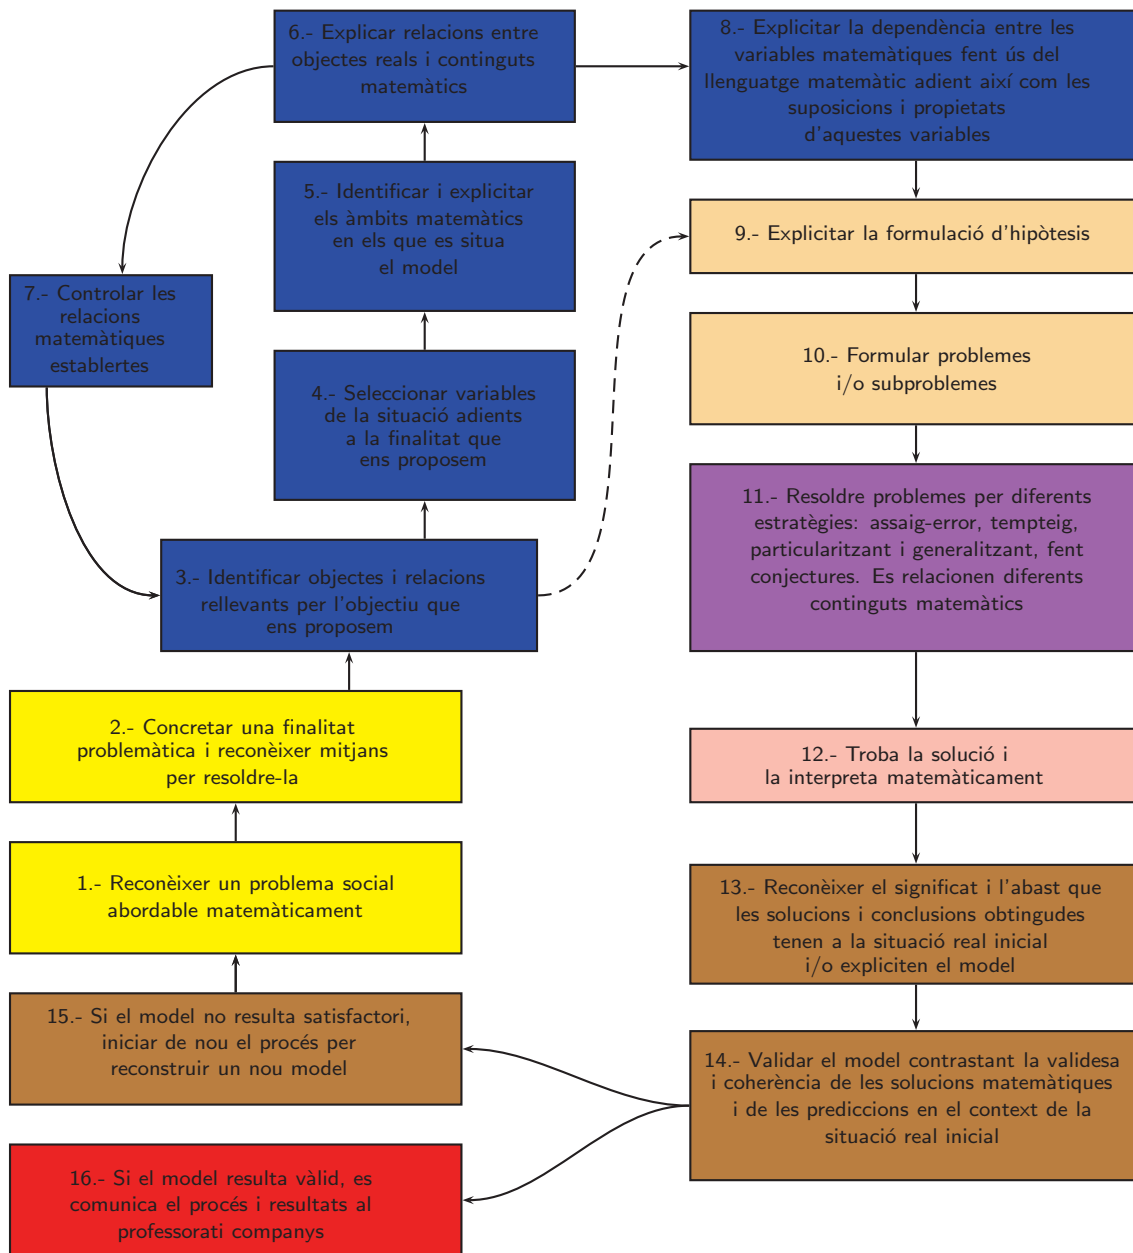 6.- Explicar relacions entre
objectes reals i continguts
matemàtics
8.- Explicitar la dependència entre les
variables matemàtiques fent ús del
llenguatge matemàtic adient així com les
suposicions i propietats
d'aquestes variables
5.- Identificar i explicitar
els àmbits matemàtics
en els que es situa
el model
9.- Explicitar la formulació d'hipòtesis
7.- Controlar les
relacions
matemàtiques
establertes
10.- Formular problemes
i/o subproblemes
4.- Seleccionar variables
de la situació adients
a la finalitat que
ens proposem
11.- Resoldre problemes per diferents
estratègies: assaig-error, tempteig,
particularitzant i generalitzant, fent
conjectures. Es relacionen diferents
continguts matemàtics
3.- Identificar objectes i relacions
rellevants per l'objectiu que
ens proposem
2.- Concretar una finalitat
problemàtica i reconèixer mitjans
per resoldre-la
12.- Troba la solució i
la interpreta matemàticament
1.- Reconèixer un problema social
abordable matemàticament
13.- Reconèixer el significat i l'abast que
les solucions i conclusions obtingudes
tenen a la situació real inicial
i/o expliciten el model
15.- Si el model no resulta satisfactori,
iniciar de nou el procés per
reconstruir un nou model
14.- Validar el model contrastant la validesa
i coherència de les solucions matemàtiques
i de les prediccions en el context de la
situació real inicial
16.- Si el model resulta vàlid, es
comunica el procés i resultats al
professorati companys